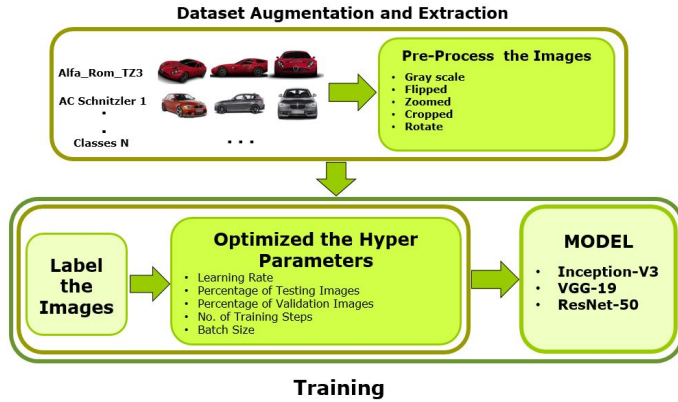 Dataset Augmentation and Extraction
Alfa_Rom_TZ3
AC Schnitzler 1
.
.
Classes N
. . .
Pre-Process the Images
• Gray scale
• Flipped
• Zoomed
• Cropped
• Rotate
Label
the
Images
Optimized the Hyper
Parameters
• Learning Rate
• Percentage of Testing Images
• Percentage of Validation Images
• No. of Training Steps
• Batch Size
MODEL
• Inception-V3
• VGG-19
• ResNet-50
Training